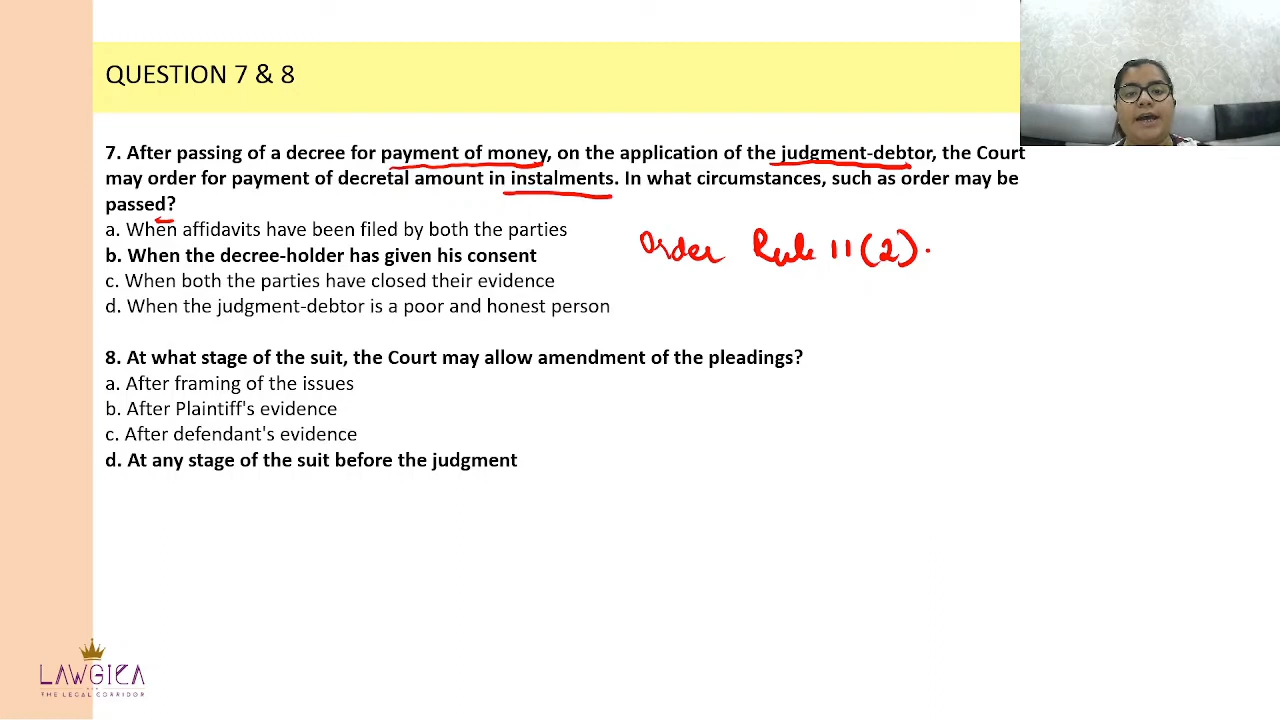 QUESTION 7 & 8
7. After passing of a decree for payment of money, on the application of the judgment-debtor, the Court
may order for payment of decretal amount in instalments. In what circumstances, such as order may be
passed?
a. When affidavits have been filed by both the parties
b. When the decree-holder has given his consent
c. When both the parties have closed their evidence
d. When the judgment-debtor is a poor and honest person
Order Rule 11(2).
8. At what stage of the suit, the Court may allow amendment of the pleadings?
a. After framing of the issues
b. After Plaintiff's evidence
c. After defendant's evidence
d. At any stage of the suit before the judgment
LAWGICA
THE LEGAL CORRIDOR